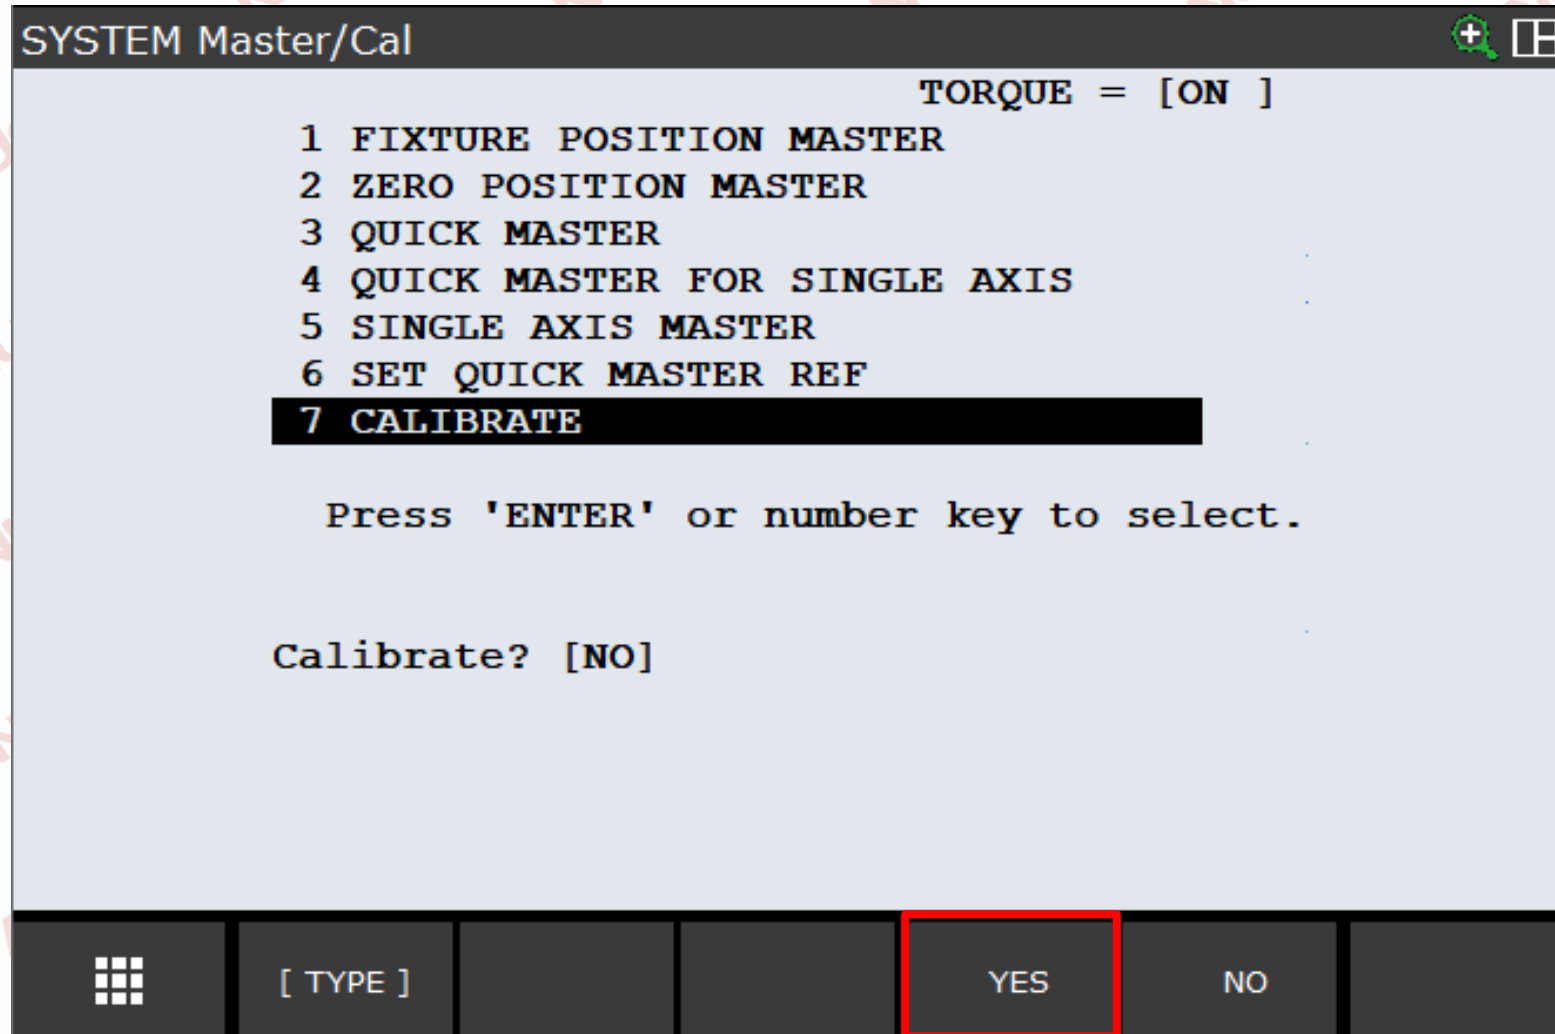 SYSTEM Master/Cal
TORQUE = [ON ]
1 FIXTURE POSITION MASTER
2 ZERO POSITION MASTER
3 QUICK MASTER
4 QUICK MASTER FOR SINGLE AXIS
5 SINGLE AXIS MASTER
6 SET QUICK MASTER REF
7 CALIBRATE
Press 'ENTER' or number key to select.
Calibrate? [NO]
[ TYPE ] YES NO